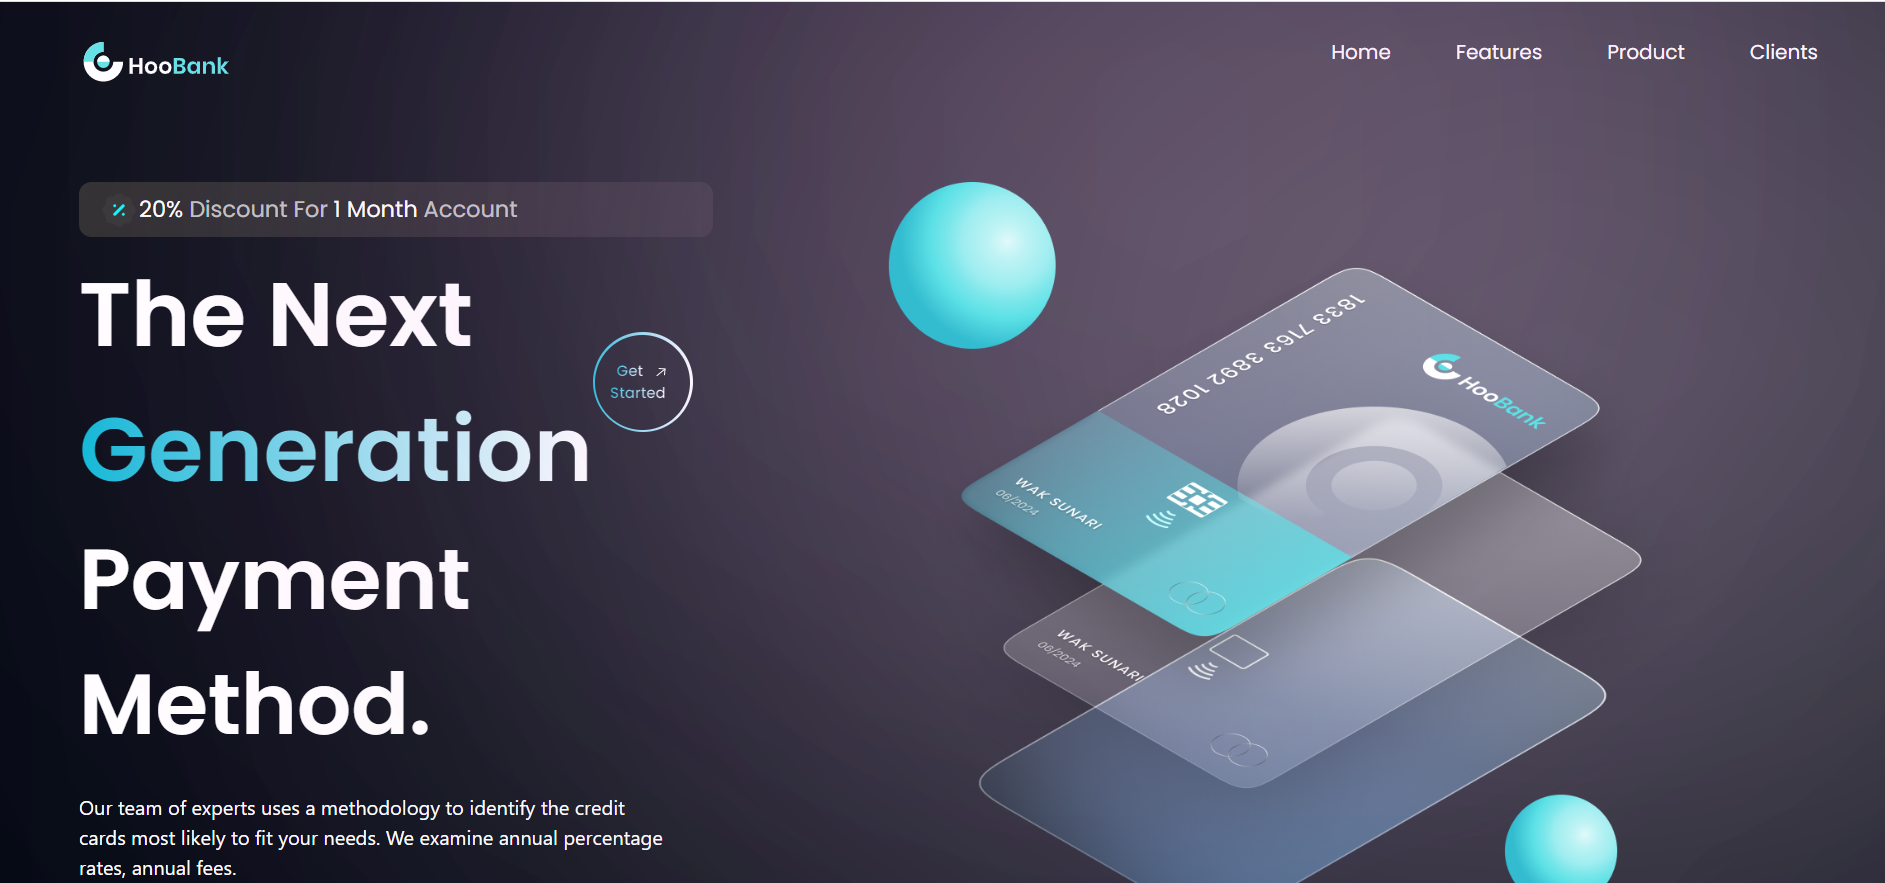 HooBank
Home Features Product Clients
20% Discount For 1 Month Account
The Next
Get
Started
Generation
Payment
Method.
Our team of experts uses a methodology to identify the credit
cards most likely to fit your needs. We examine annual percentage
rates, annual fees.
1833 7163 3892 1028
HooBank
WAK SUNARI
06/2024
WAK SUNARI
06/2024